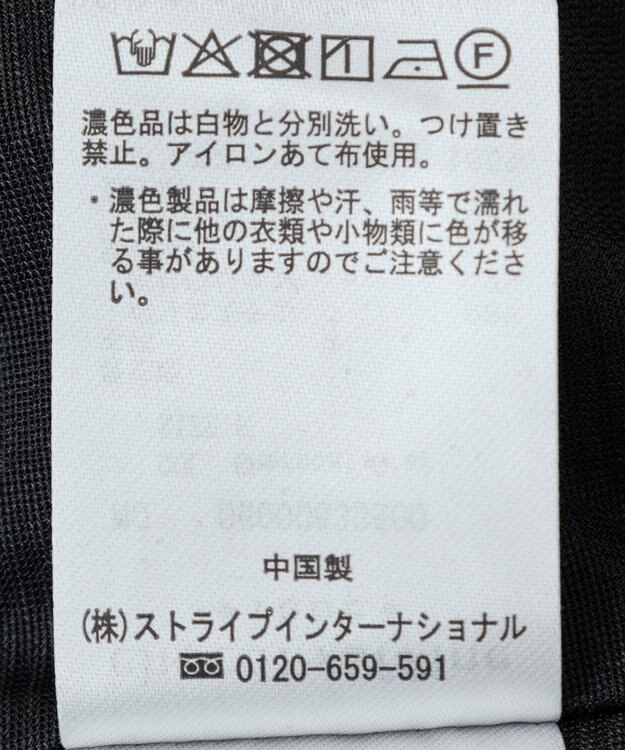 F
濃色品は白物と分別洗い。つけ置き
禁止。アイロンあて布使用。
・濃色製品は摩擦や汗、雨等で濡れ
た際に他の衣類や小物類に色が移
る事がありますのでご注意くださ
い。
中国製
(株)ストライプインターナショナル
0120-659-591